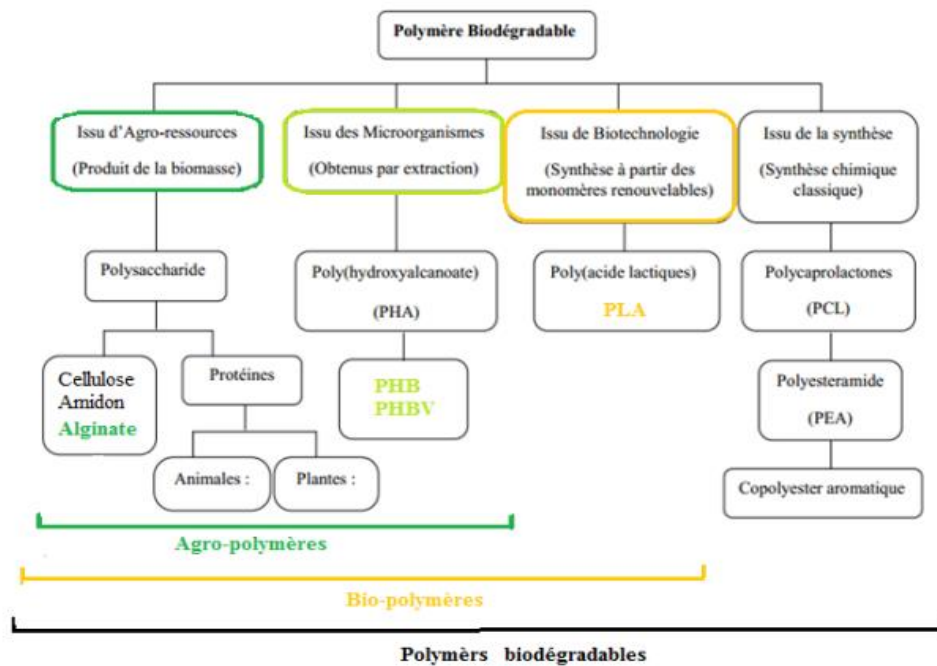 Polymère Biodégradable
Issu d'Agro-ressources
(Produit de la biomasse)
Issu des Microorganismes
(Obtenus par extraction)
Issu de Biotechnologie
(Synthèse à partir des
monomères renouvelables)
Issu de la synthèse
(Synthèse chimique
classique)
Polysaccharide
Poly(hydroxyalcanoate)
(PHA)
Poly(acide lactiques)
PLA
Polycaprolactones
(PCL)
Cellulose
Amidon
Alginate
Protéines
PHB
PHBV
Polyesteramide
(PEA)
Animales :
Plantes :
Copolyester aromatique
Agro-polymères
Bio-polymères
Polymèrs biodégradables